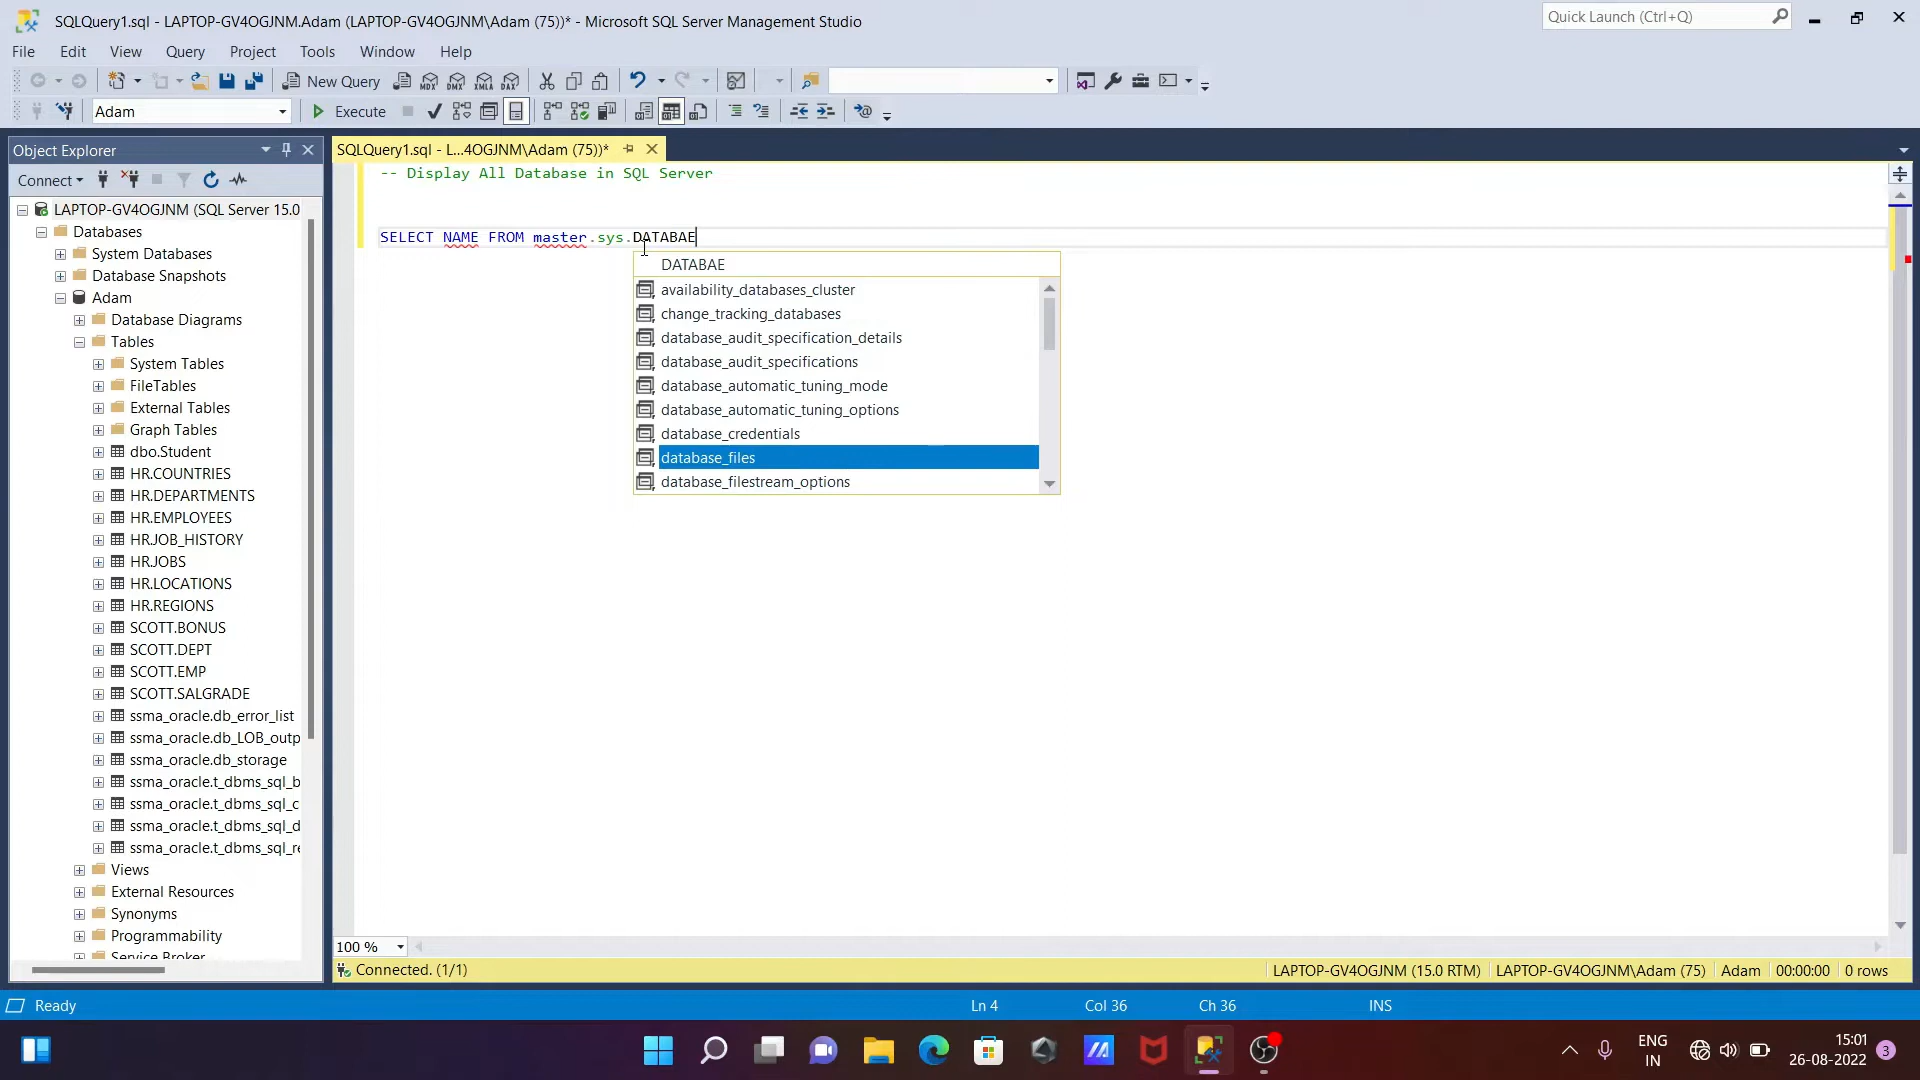 SQLQuery1.sql - LAPTOP-GV4OGJNM.Adam (LAPTOP-GV4OGJNM\Adam (75))* - Microsoft SQL Server Management Studio
Quick Launch (Ctrl+Q)
File Edit View Query Project Tools Window Help
New Query MDX DMX XMLA DAX
Adam Execute
Object Explorer
SQLQuery1.sql - L...4OGJNM\Adam (75))*
Connect
LAPTOP-GV4OGJNM (SQL Server 15.0
Databases
System Databases
Database Snapshots
Adam
Database Diagrams
Tables
System Tables
FileTables
External Tables
Graph Tables
dbo.Student
HR.COUNTRIES
HR.DEPARTMENTS
HR.EMPLOYEES
HR.JOB_HISTORY
HR.JOBS
HR.LOCATIONS
HR.REGIONS
SCOTT.BONUS
SCOTT.DEPT
SCOTT.EMP
SCOTT.SALGRADE
ssma_oracle.db_error_list
ssma_oracle.db_LOB_outp
ssma_oracle.db_storage
ssma_oracle.t_dbms_sql_b
ssma_oracle.t_dbms_sql_c
ssma_oracle.t_dbms_sql_d
ssma_oracle.t_dbms_sql_re
Views
External Resources
Synonyms
Programmability
Service Broker
-- Display All Database in SQL Server
SELECT NAME FROM master.sys.DATABAE
DATABAE
availability_databases_cluster
change_tracking_databases
database_audit_specification_details
database_audit_specifications
database_automatic_tuning_mode
database_automatic_tuning_options
database_credentials
database_files
database_filestream_options
100 %
Connected. (1/1) LAPTOP-GV4OGJNM (15.0 RTM) LAPTOP-GV4OGJNM\Adam (75) Adam 00:00:00 0 rows
Ready Ln 4 Col 36 Ch 36 INS
ENG
IN
15:01
26-08-2022
3